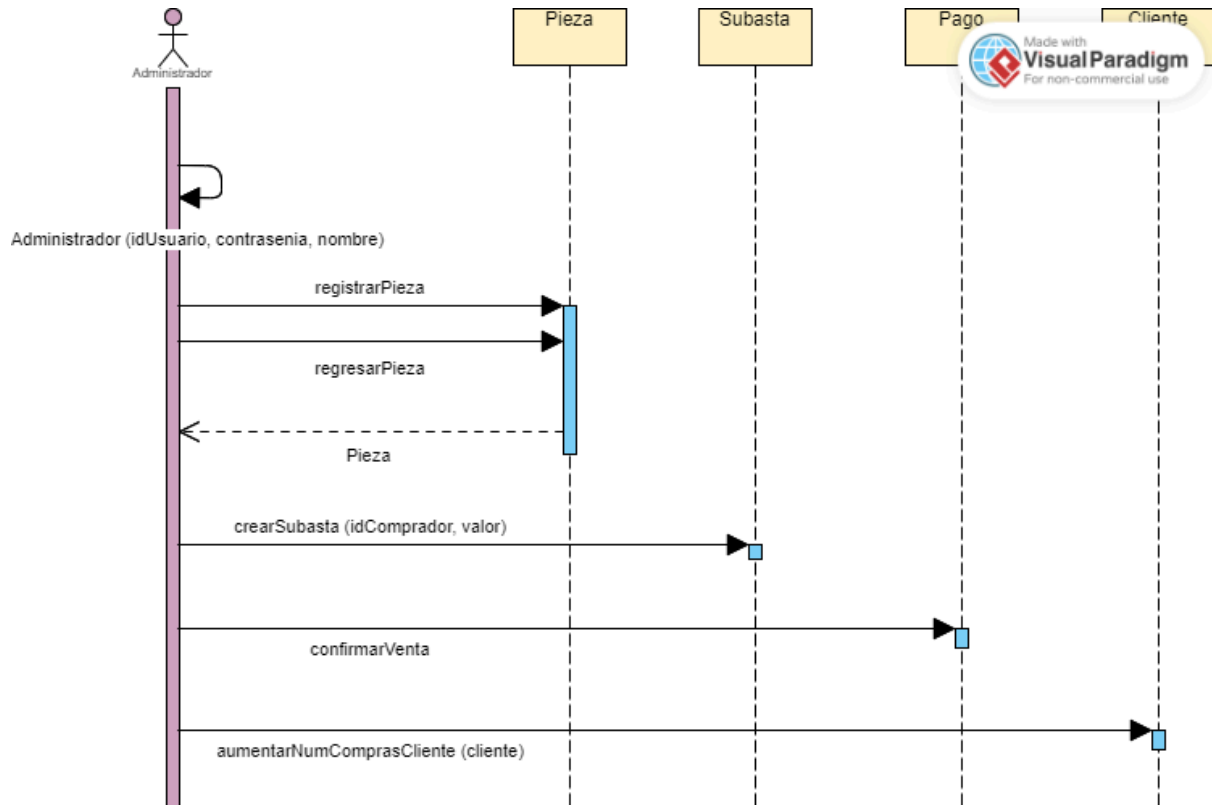 Pieza
Subasta
Pago
Cliente
Made with
Visual Paradigm
For non-commercial use
Administrador
Administrador (idUsuario, contrasenia, nombre)
registrarPieza
regresarPieza
Pieza
crearSubasta (idComprador, valor)
confirmarVenta
aumentarNumComprasCliente (cliente)